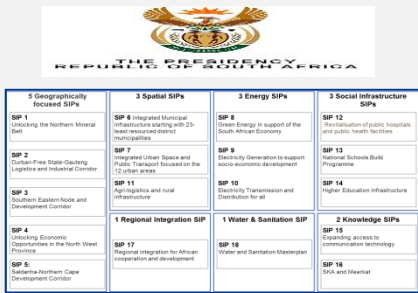 THE PRESIDENCY
REPUBLIC OF SOUTH AFRICA
5 Geographically
focused SIPs
SIP 1
Unlocking the Northern Mineral
Belt
SIP 2
Durban-Free State-Gauteng
Logistics and Industrial Corridor
SIP 3
Southern Eastern Node and
Development Corridor
SIP 4
Unlocking Economic
Opportunities in the North West
Province
SIP 5:
Saldanha-Northern Cape
Development Corridor
3 Spatial SIPs
SIP 6 Integrated Municipal
Infrastructure starting with 23-
least-resourced district
municipalities
SIP 7
Integrated Urban Space and
Public Transport focused on the
12 urban areas
SIP 11
Agri-logistics and rural
infrastructure
1 Regional Integration SIP
SIP 17
Regional integration for African
cooperation and development
3 Energy SIPs
SIP 8
Green Energy in support of the
South African Economy
SIP 9
Electricity Generation to support
socio-economic development
SIP 10
Electricity Transmission and
Distribution for all
1 Water & Sanitation SIP
SIP 18
Water and Sanitation Masterplan
3 Social Infrastructure
SIPs
SIP 12
Revitalisation of public hospitals
and public health facilities
SIP 13
National Schools Build
Programme
SIP 14
Higher Education Infrastructure
2 Knowledge SIPs
SIP 15
Expanding access to
communication technology
SIP 16
SKA and Meerkat